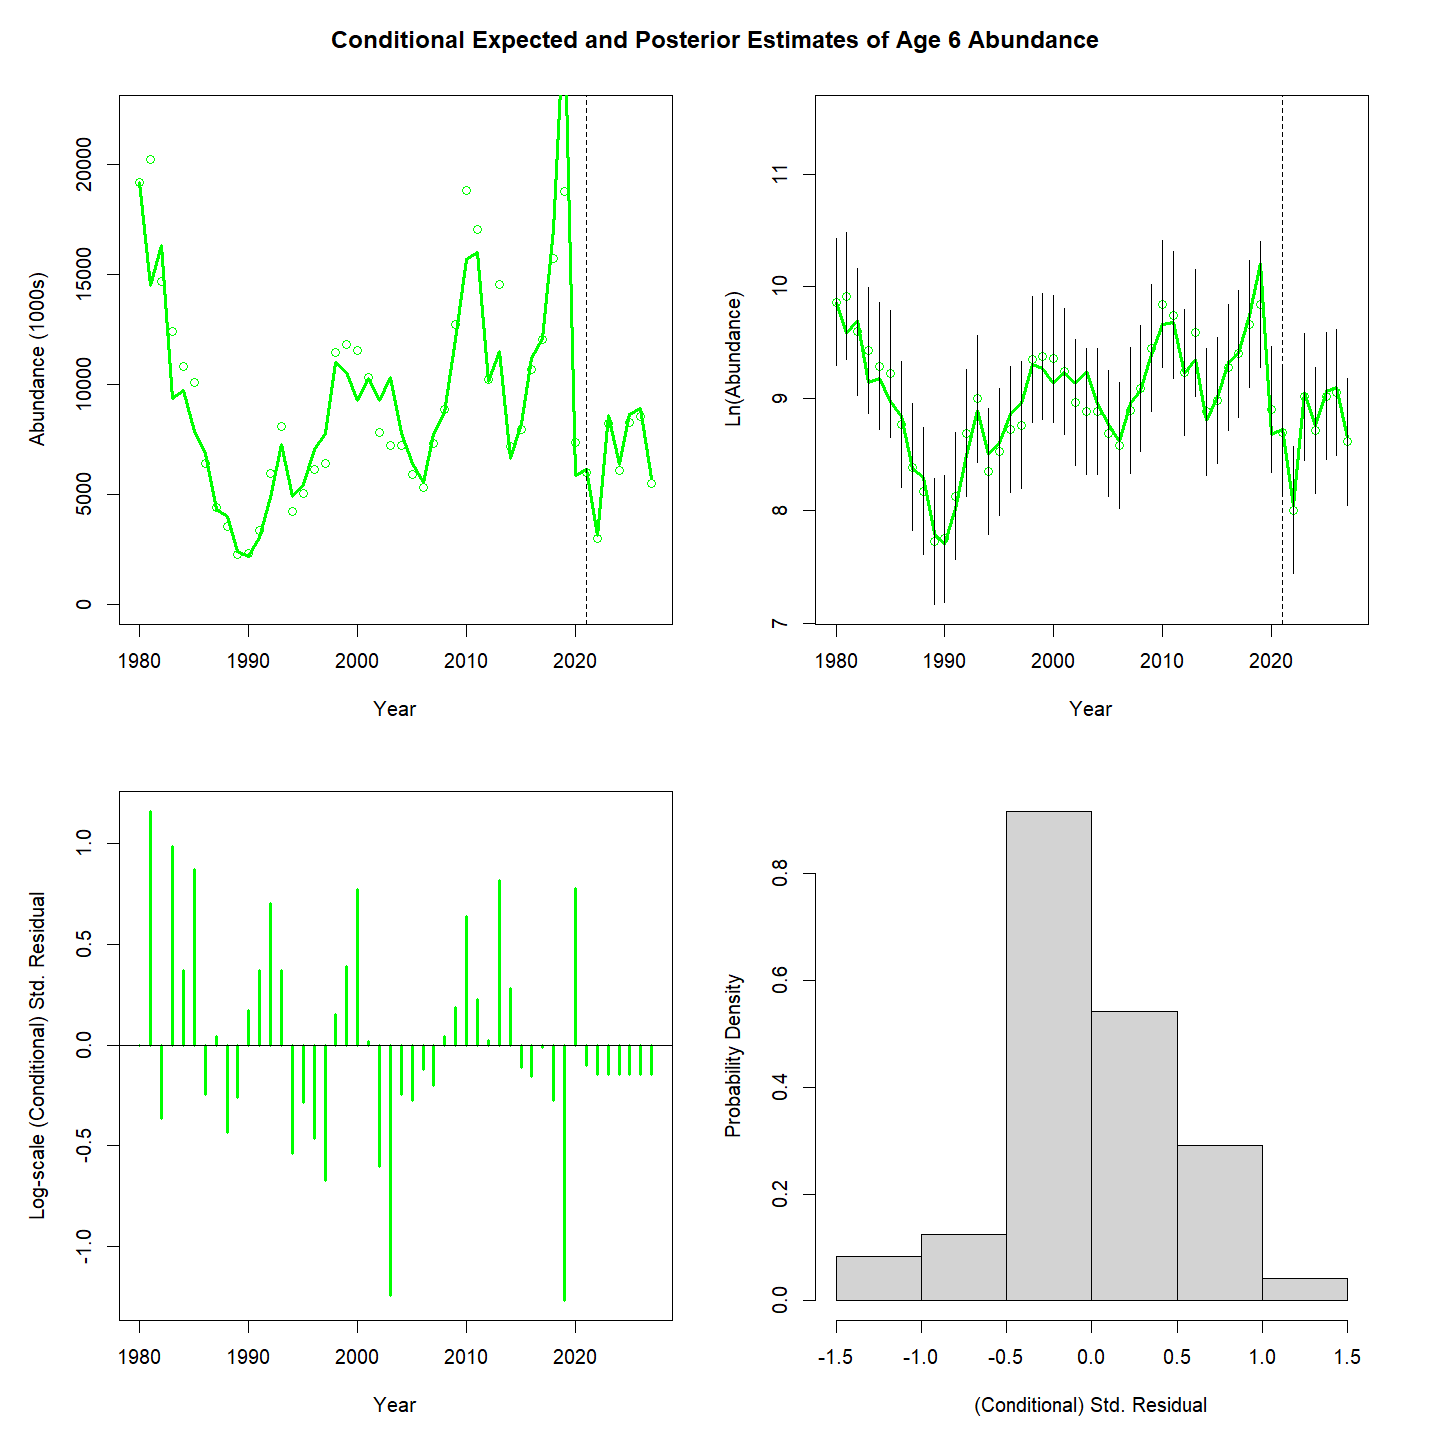 Conditional Expected and Posterior Estimates of Age 6 Abundance
Abundance (1000s)
20000
15000
10000
5000
0
1980 1990 2000 2010 2020
Year
Ln(Abundance)
11
10
9
8
7
1980 1990 2000 2010 2020
Year
Log-scale (Conditional) Std. Residual
1.0
0.5
0.0
-0.5
-1.0
1980 1990 2000 2010 2020
Year
Probability Density
0.8
0.6
0.4
0.2
0.0
-1.5 -1.0 -0.5 0.0 0.5 1.0 1.5
(Conditional) Std. Residual